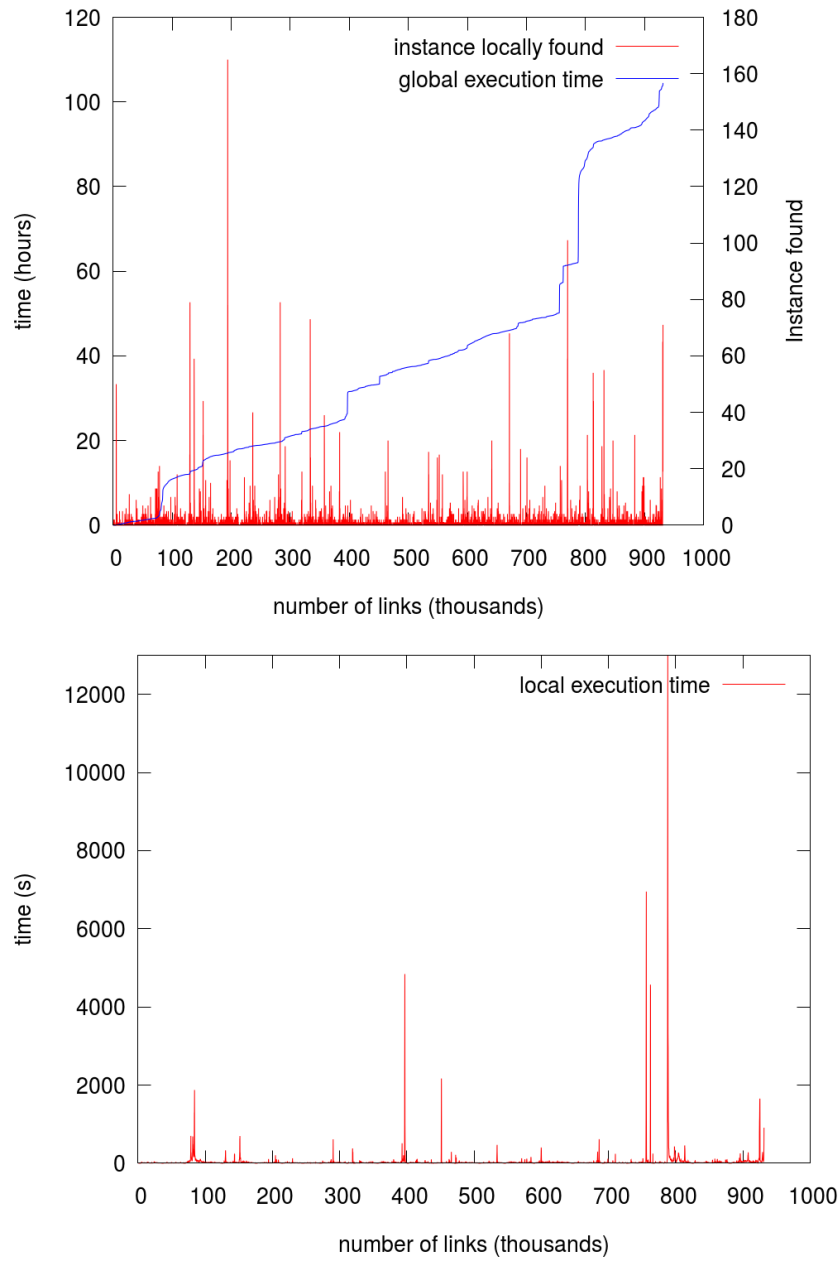 120
100
80
60
40
20
0
time (hours)
instance locally found
global execution time
180
160
140
120
100
80
60
40
20
0
Instance found
0 100 200 300 400 500 600 700 800 900 1000
number of links (thousands)
local execution time
12000
10000
8000
6000
4000
2000
0
time (s)
0 100 200 300 400 500 600 700 800 900 1000
number of links (thousands)